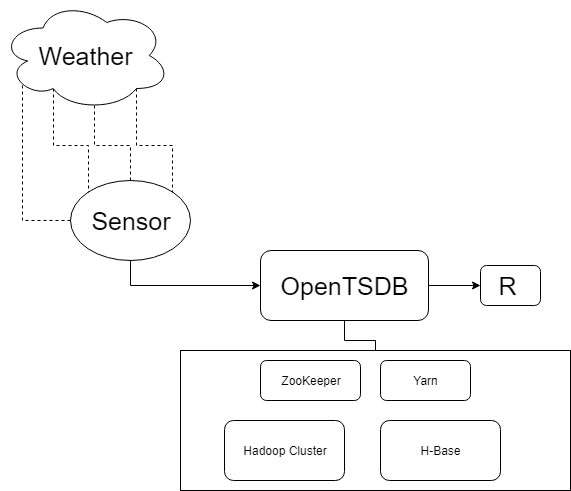 Weather
Sensor
OpenTSDB
R
ZooKeeper
Yarn
Hadoop Cluster
H-Base